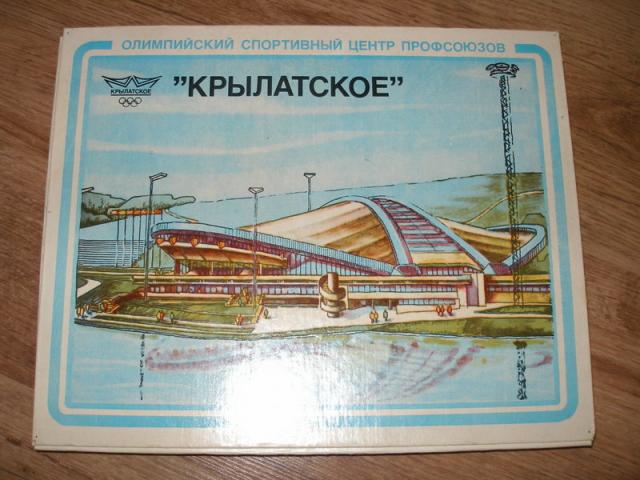 ОЛИМПИЙСКИЙ СПОРТИВНЫЙ ЦЕНТР ПРОФСОЮЗОВ
"КРЫЛАТСКОЕ"
КРЫЛАТСКОЕ